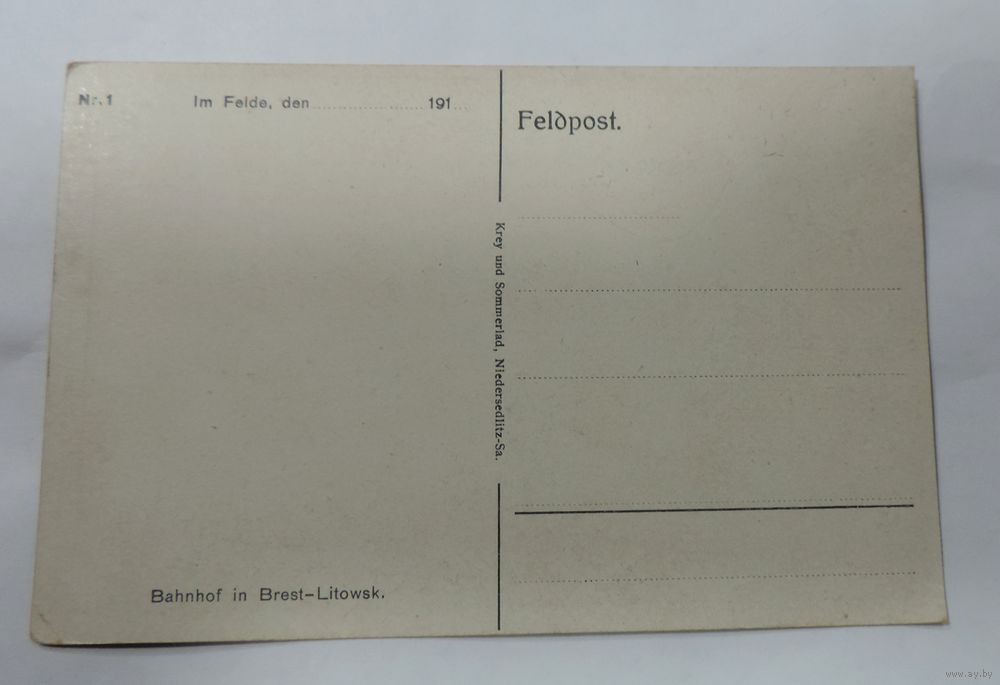 Nr. 1
Im Felde, den ............ 191...
Feldpost.
Krey und Sommerlad, Niedersedlitz-Sa.
Bahnhof in Brest-Litowsk.
www.ay.by